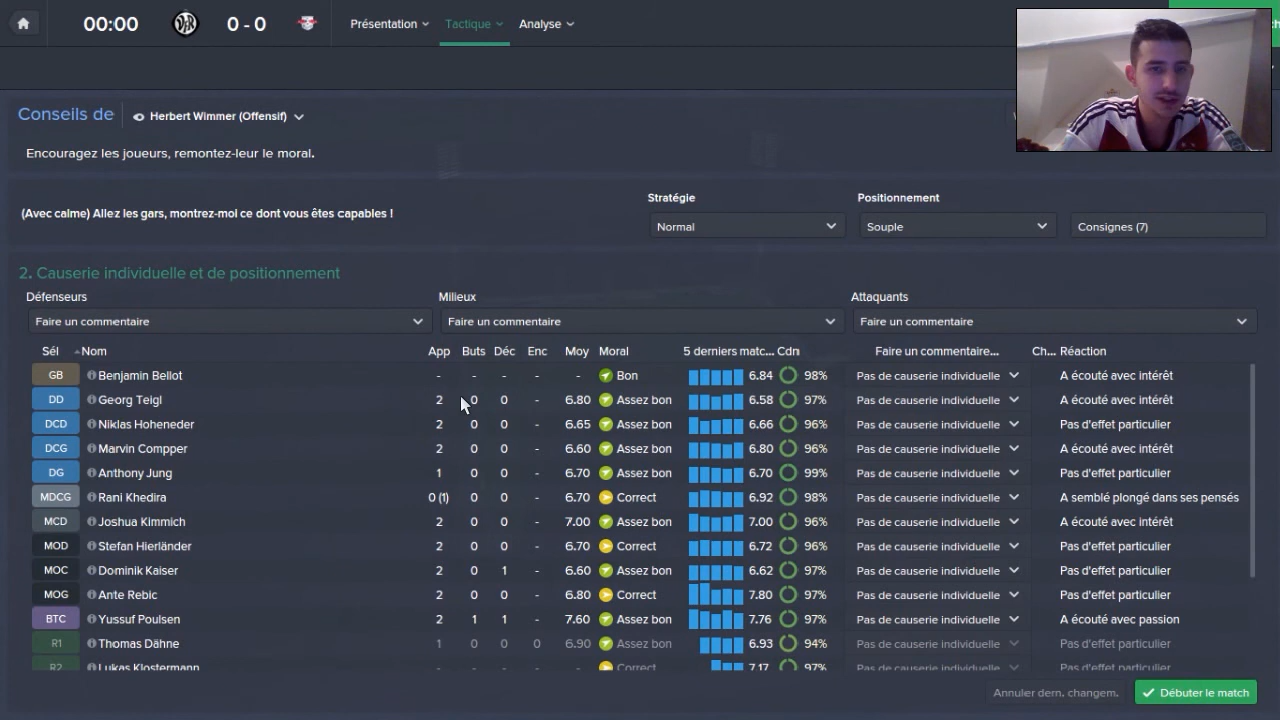 00:00 0 - 0 Présentation Tactique Analyse
Conseils de Herbert Wimmer (Offensif)
Encouragez les joueurs, remontez-leur le moral.
Stratégie Positionnement
(Avec calme) Allez les gars, montrez-moi ce dont vous êtes capables !
Normal Souple Consignes (7)
2. Causerie individuelle et de positionnement
Défenseurs Milieux Attaquants
Faire un commentaire Faire un commentaire Faire un commentaire
Sél Nom App Buts Déc Enc Moy Moral 5 derniers matc... Cdn Faire un commentaire... Ch... Réaction
GB Benjamin Bellot - - - - - Bon 6.84 98% Pas de causerie individuelle A écouté avec intérêt
DD Georg Teigl 2 0 0 - 6.80 Assez bon 6.58 97% Pas de causerie individuelle A écouté avec intérêt
DCD Niklas Hoheneder 2 0 0 - 6.65 Assez bon 6.66 96% Pas de causerie individuelle Pas d'effet particulier
DCG Marvin Compper 2 0 0 - 6.60 Assez bon 6.80 96% Pas de causerie individuelle A écouté avec intérêt
DG Anthony Jung 1 0 0 - 6.70 Assez bon 6.70 99% Pas de causerie individuelle Pas d'effet particulier
MDCG Rani Khedira 0 (1) 0 0 - 6.70 Correct 6.92 98% Pas de causerie individuelle A semblé plongé dans ses pensés
MCD Joshua Kimmich 2 0 0 - 7.00 Assez bon 7.00 96% Pas de causerie individuelle A écouté avec intérêt
MOD Stefan Hierländer 2 0 0 - 6.70 Correct 6.72 96% Pas de causerie individuelle Pas d'effet particulier
MOC Dominik Kaiser 2 0 1 - 6.60 Assez bon 6.62 96% Pas de causerie individuelle Pas d'effet particulier
MOG Ante Rebic 2 0 0 - 6.80 Correct 7.80 97% Pas de causerie individuelle Pas d'effet particulier
BTC Yussuf Poulsen 2 1 1 - 7.60 Assez bon 7.76 97% Pas de causerie individuelle A écouté avec passion
R1 Thomas Dähne 1 0 0 0 6.90 Assez bon 6.93 94% Pas de causerie individuelle Pas d'effet particulier
R2 Lukas Klostermann - - - - - Correct 7.17 97% Pas de causerie individuelle Pas d'effet particulier
Annuler dern. changem. Débuter le match